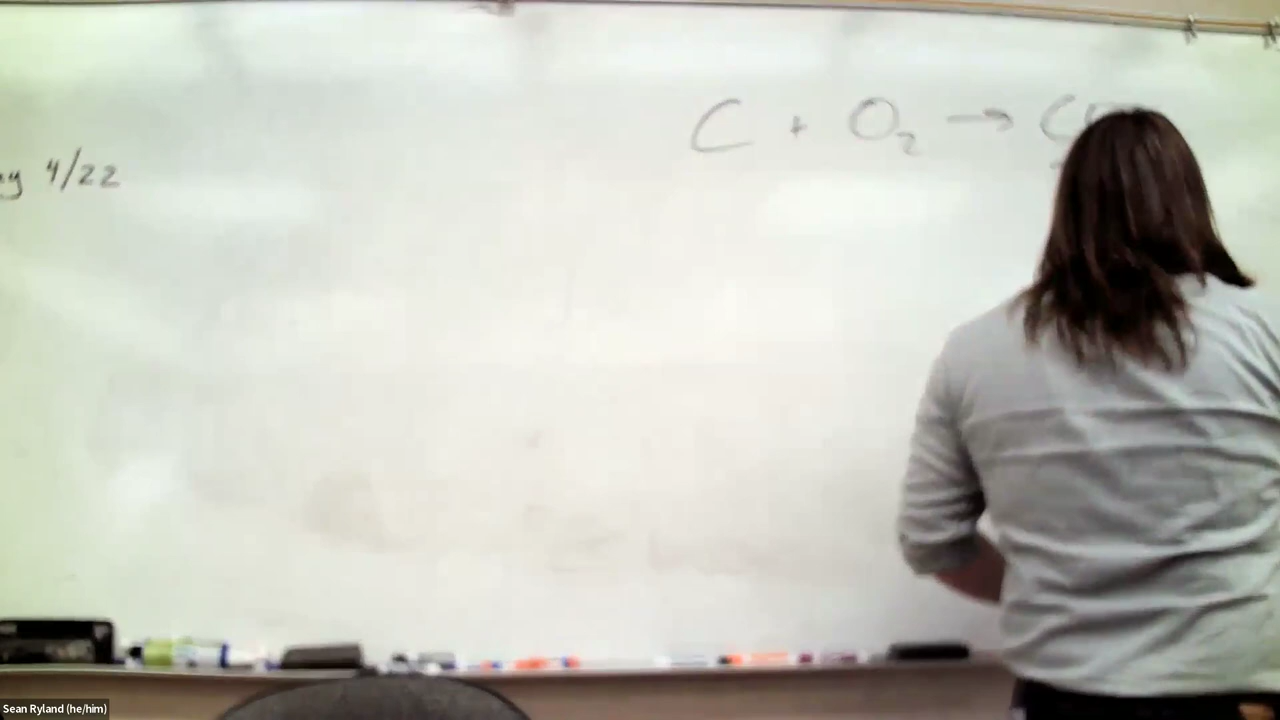 C + O₂ → C
4/22
Sean Ryland (he/him)